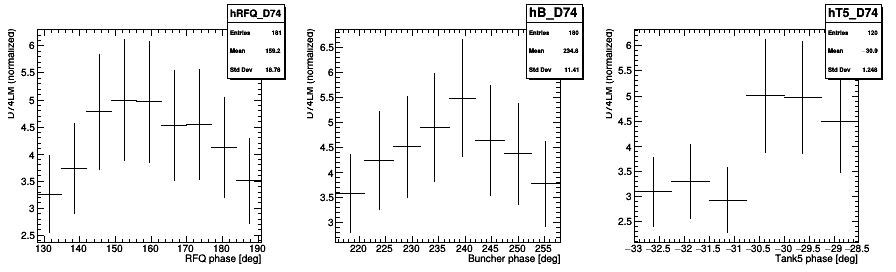 hRFQ_D74
Entries 181
Mean 159.2
Std Dev 16.76
D74LM (normalized)
6
5.5
5
4.5
4
3.5
3
2.5
130 140 150 160 170 180 190
RFQ phase [deg]
hB_D74
Entries 180
Mean 234.6
Std Dev 11.41
D74LM (normalized)
6.5
6
5.5
5
4.5
4
3.5
3
220 225 230 235 240 245 250 255
Buncher phase [deg]
hT5_D74
Entries 120
Mean −30.9
Std Dev 1.246
D74LM (normalized)
6
5.5
5
4.5
4
3.5
3
2.5
−33 −32.5 −32 −31.5 −31 −30.5 −30 −29.5 −29 −28.5
Tank5 phase [deg]